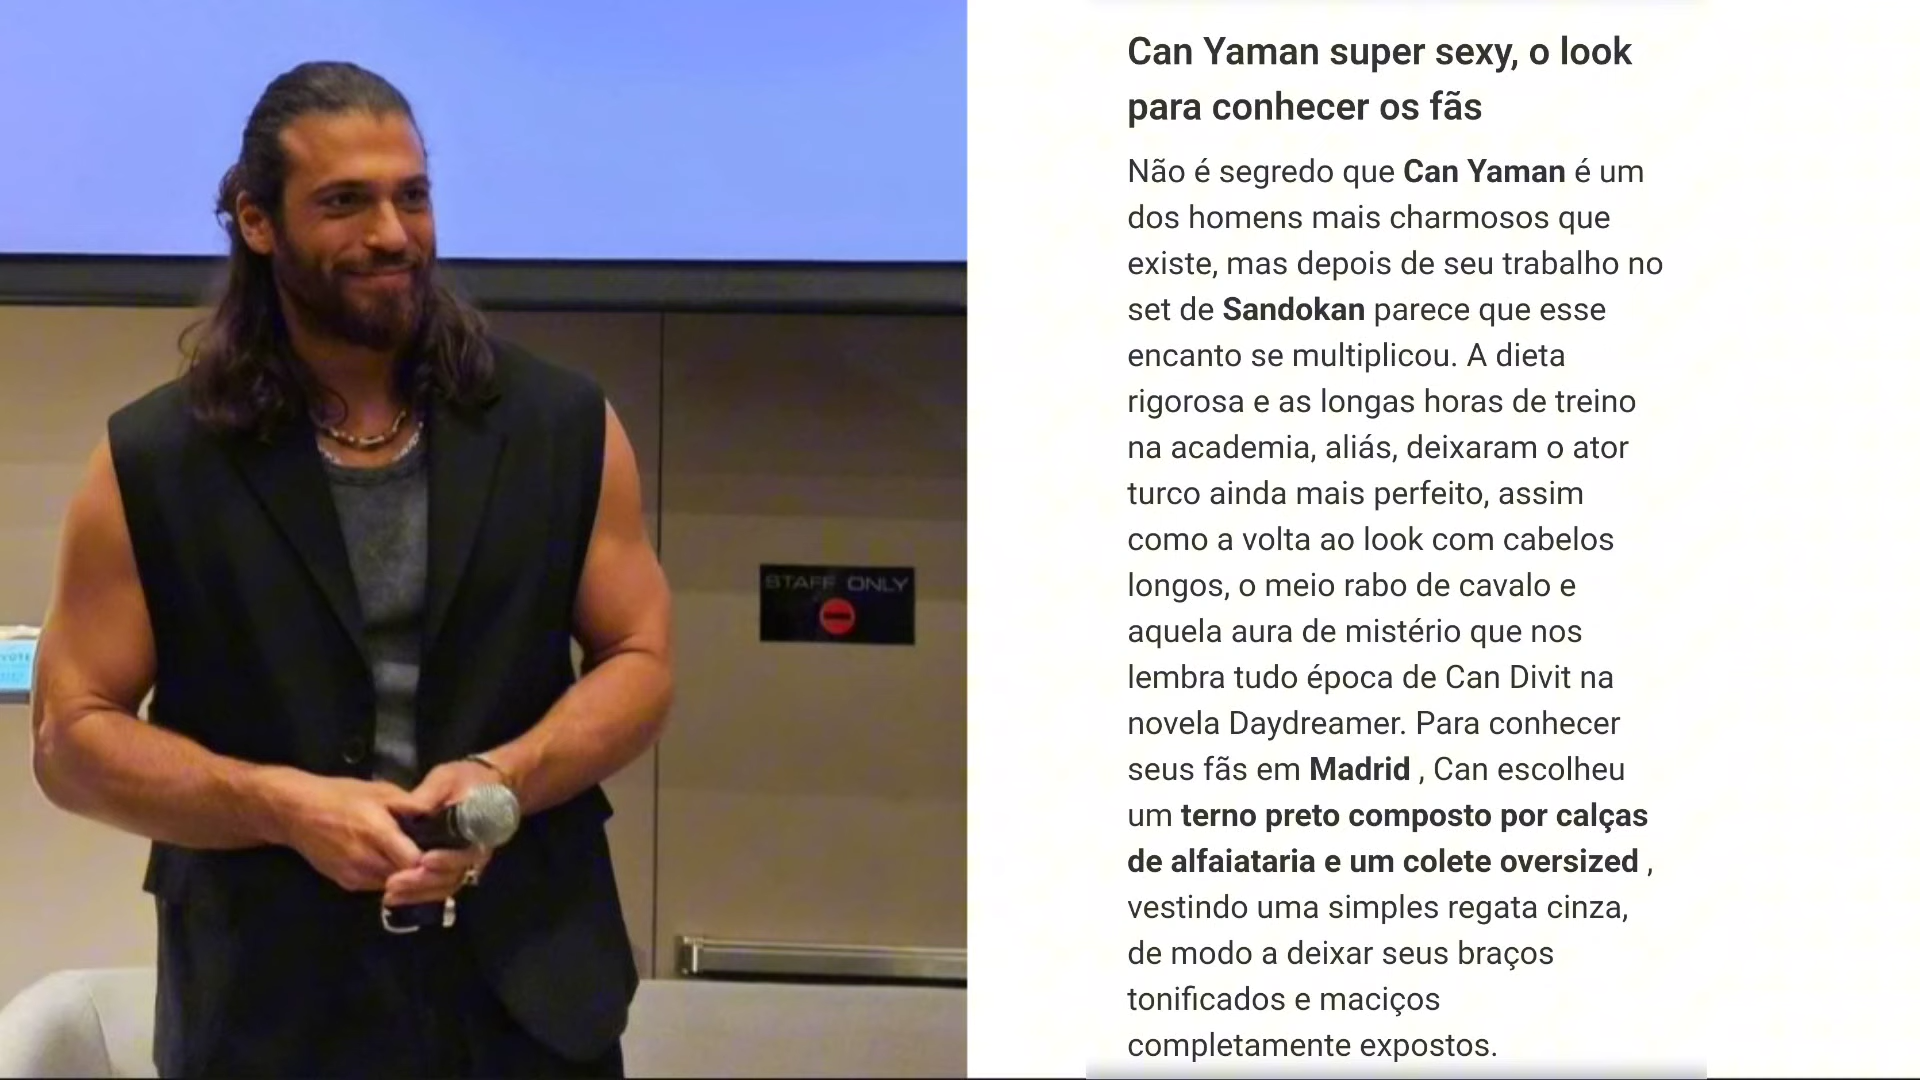 Can Yaman super sexy, o look
para conhecer os fãs
Não é segredo que Can Yaman é um
dos homens mais charmosos que
existe, mas depois de seu trabalho no
set de Sandokan parece que esse
encanto se multiplicou. A dieta
rigorosa e as longas horas de treino
na academia, aliás, deixaram o ator
turco ainda mais perfeito, assim
como a volta ao look com cabelos
longos, o meio rabo de cavalo e
aquela aura de mistério que nos
lembra tudo época de Can Divit na
novela Daydreamer. Para conhecer
seus fãs em Madrid , Can escolheu
um terno preto composto por calças
de alfaiataria e um colete oversized ,
vestindo uma simples regata cinza,
de modo a deixar seus braços
tonificados e maciços
completamente expostos.
STAFF ONLY